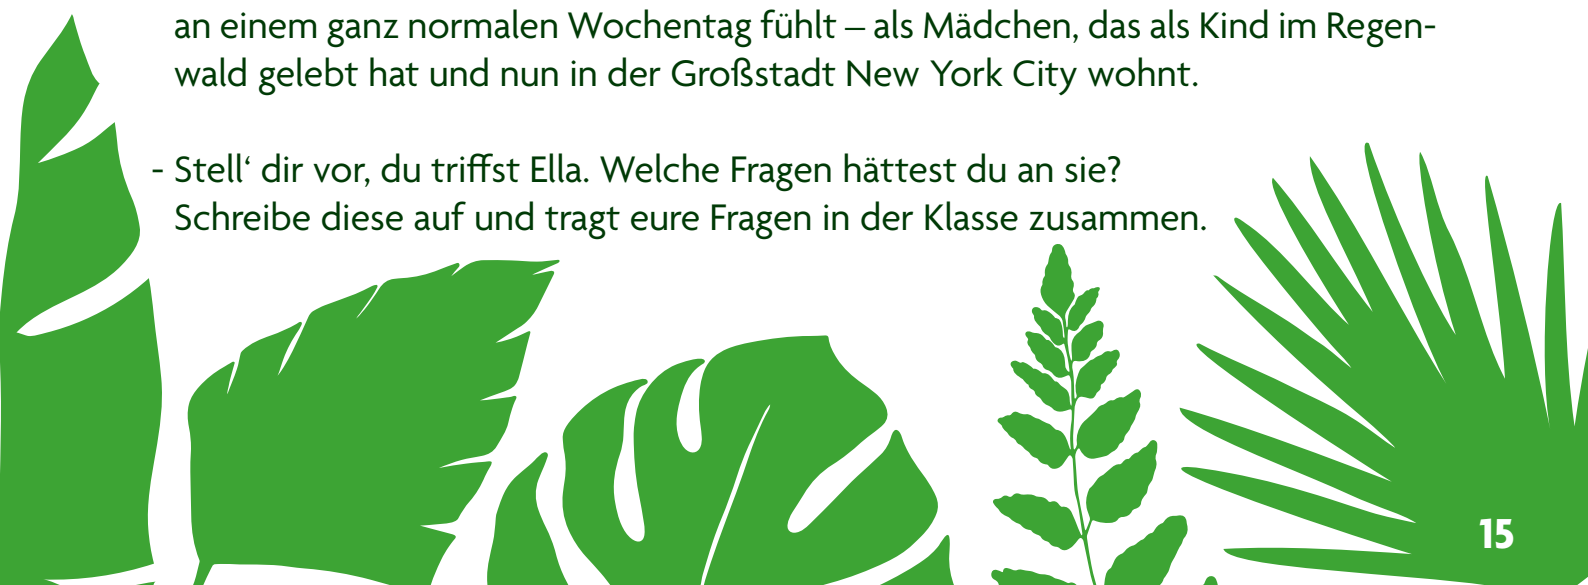 an einem ganz normalen Wochentag fühlt – als Mädchen, das als Kind im Regen-
wald gelebt hat und nun in der Großstadt New York City wohnt.
- Stell‘ dir vor, du triffst Ella. Welche Fragen hättest du an sie?
Schreibe diese auf und tragt eure Fragen in der Klasse zusammen.
15